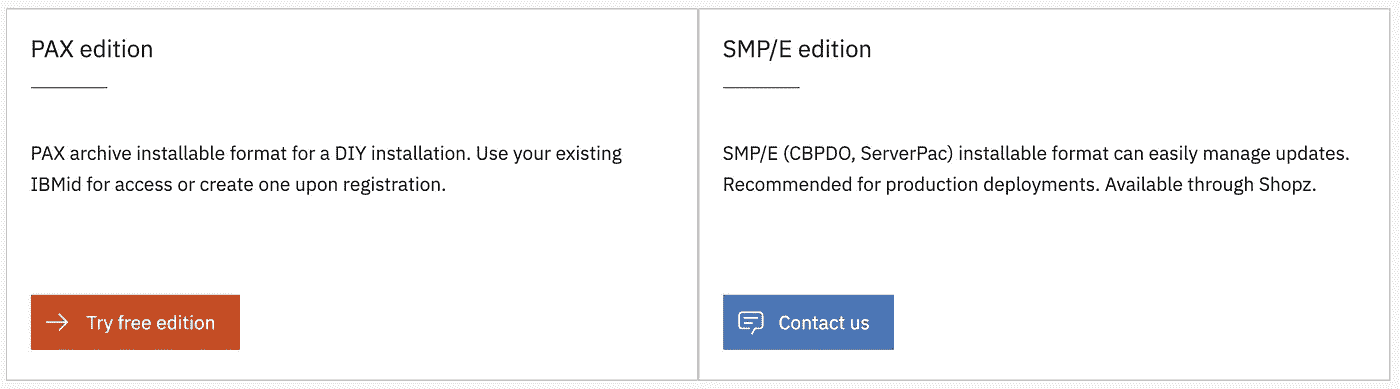 PAX edition
PAX archive installable format for a DIY installation. Use your existing
IBMid for access or create one upon registration.
Try free edition
SMP/E edition
SMP/E (CBPDO, ServerPac) installable format can easily manage updates.
Recommended for production deployments. Available through Shopz.
Contact us